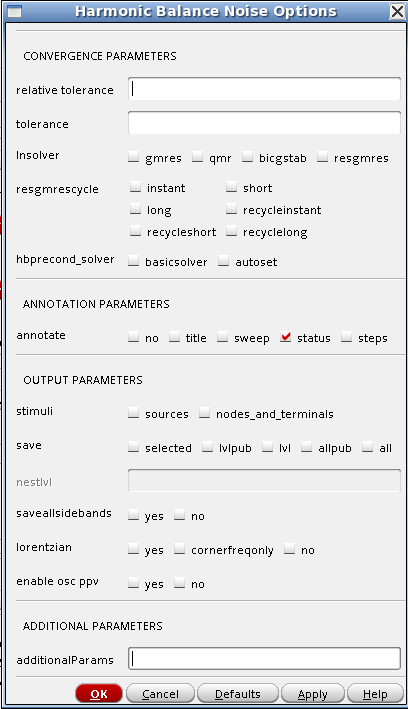 Harmonic Balance Noise Options
CONVERGENCE PARAMETERS
relative tolerance
tolerance
lnsolver gmres qmr bicgstab resgmres
resgmrescycle instant short
long recycleinstant
recycleshort recyclelong
hbprecond_solver basicsolver autoset
ANNOTATION PARAMETERS
annotate no title sweep status steps
OUTPUT PARAMETERS
stimuli sources nodes_and_terminals
save selected lvlpub lvl allpub all
nestlvl
saveallsidebands yes no
lorentzian yes cornerfreqonly no
enable osc ppv yes no
ADDITIONAL PARAMETERS
additionalParams
OK Cancel Defaults Apply Help